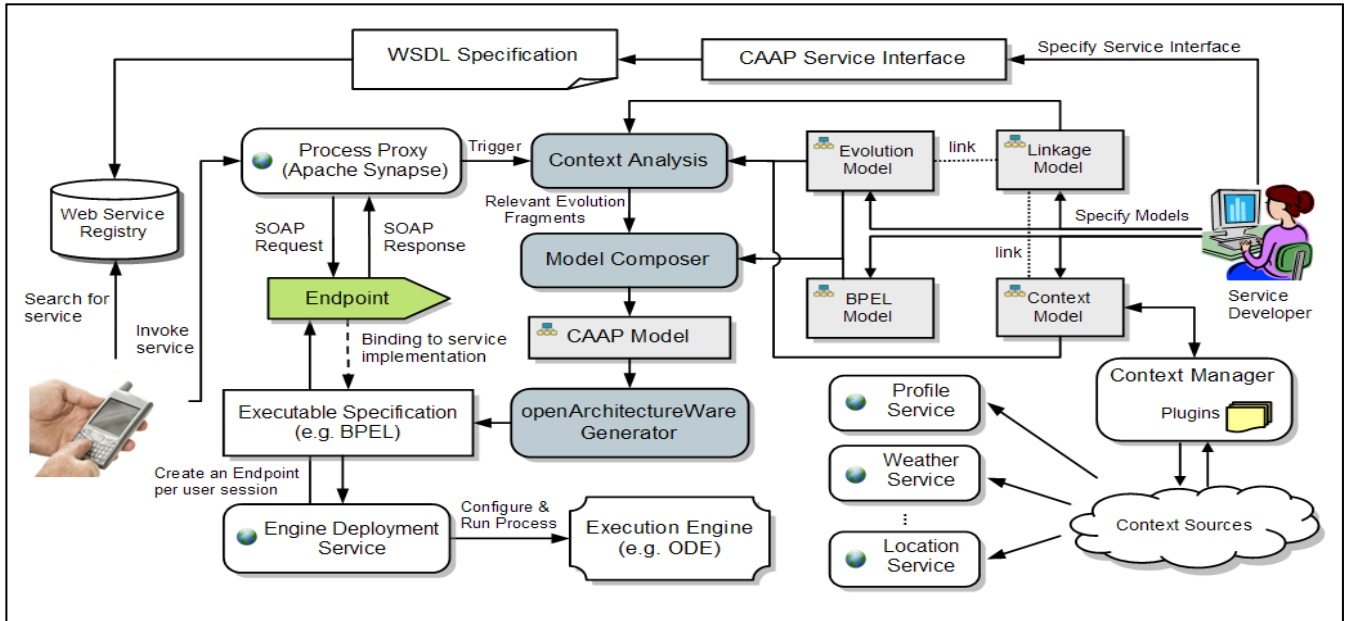 WSDL Specification
CAAP Service Interface
Specify Service Interface
Process Proxy
(Apache Synapse)
Trigger
Context Analysis
Evolution
Model
link
Linkage
Model
Web Service
Registry
SOAP
Request
SOAP
Response
Relevant Evolution
Fragments
Specify Models
Model Composer
link
Endpoint
BPEL
Model
Context
Model
Service
Developer
Search for
service
Invoke
service
Binding to service
implementation
CAAP Model
Context Manager
Plugins
Executable Specification
(e.g. BPEL)
openArchitectureWare
Generator
Profile
Service
Create an Endpoint
per user session
Weather
Service
Engine Deployment
Service
Configure &
Run Process
Execution Engine
(e.g. ODE)
...
Location
Service
Context Sources